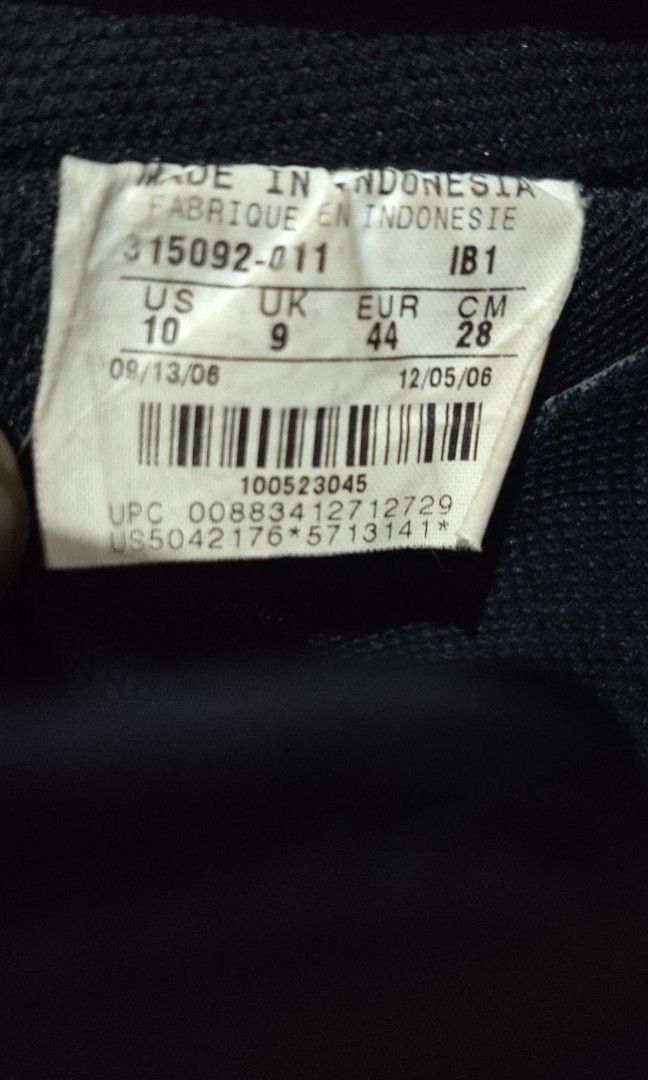 MADE IN INDONESIA
FABRIQUE EN INDONESIE
315092-011 IB1
US UK EUR CM
10 9 44 28
09/13/06 12/05/06
100523045
UPC 00883412712729
US5042176*5713141*